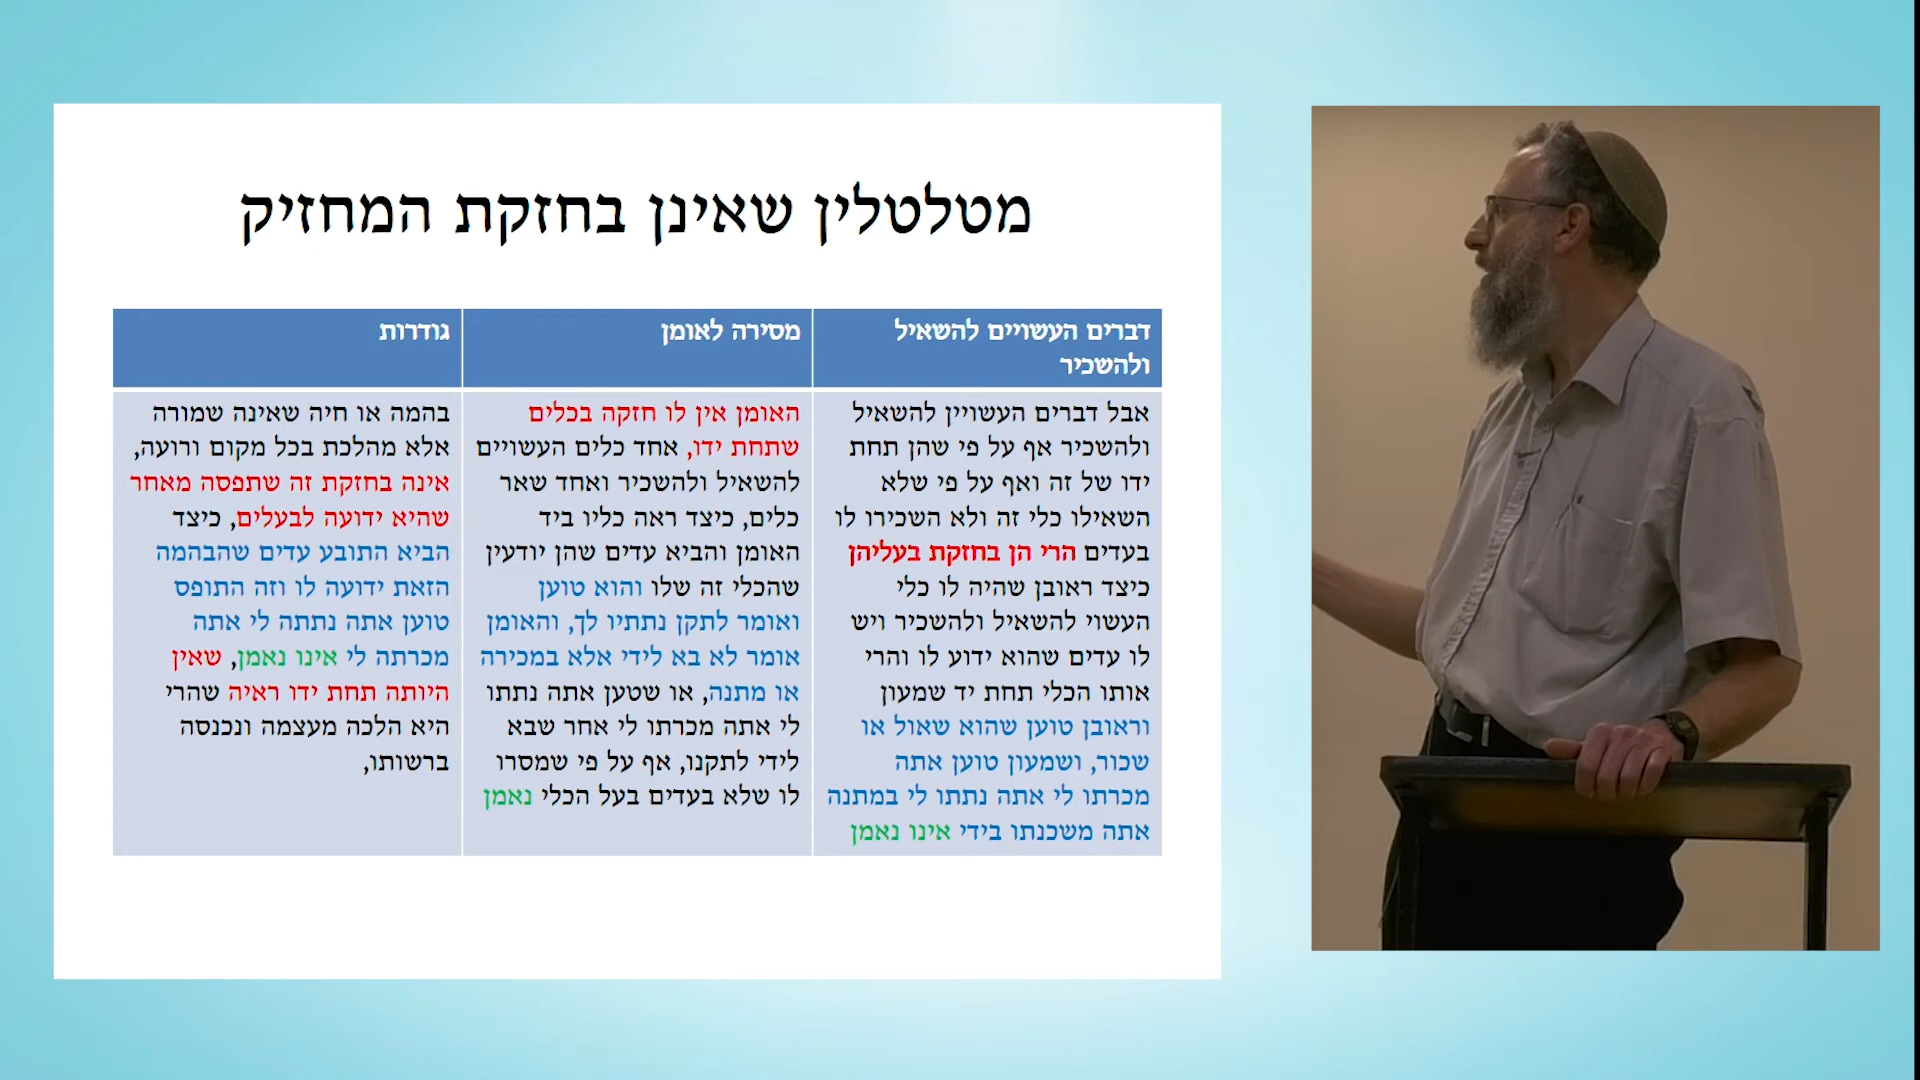 מטלטלין שאינן בחזקת המחזיק
דברים העשויים להשאיל
ולהשכיר
אבל דברים העשויין להשאיל
ולהשכיר אף על פי שהן תחת
ידו של זה ואף על פי שלא
השאילו כלי זה ולא השכירו לו
בעדים הרי הן בחזקת בעליהן
כיצד ראובן שהיה לו כלי
העשוי להשאיל ולהשכיר ויש
לו עדים שהוא ידוע לו והרי
אותו הכלי תחת יד שמעון
וראובן טוען שהוא שאול או
שכור, ושמעון טוען אתה
מכרתו לי אתה נתתו לי במתנה
אתה משכנתו בידי אינו נאמן
מסירה לאומן
האומן אין לו חזקה בכלים
שתחת ידו, אחד כלים העשויים
להשאיל ולהשכיר ואחד שאר
כלים, כיצד ראה כליו ביד
האומן והביא עדים שהן יודעין
שהכלי זה שלו והוא טוען
ואומר לתקן נתתיו לך, והאומן
אומר לא בא לידי אלא במכירה
או מתנה, או שטען אתה נתתו
לי אתה מכרתו לי אחר שבא
לידי לתקנו, אף על פי שמסרו
לו שלא בעדים בעל הכלי נאמן
גודרות
בהמה או חיה שאינה שמורה
אלא מהלכת בכל מקום ורועה,
אינה בחזקת זה שתפסה מאחר
שהיא ידועה לבעלים, כיצד
הביא התובע עדים שהבהמה
הזאת ידועה לו וזה התופס
טוען אתה נתתה לי אתה
מכרתה לי אינו נאמן, שאין
היותה תחת ידו ראיה שהרי
היא הלכה מעצמה ונכנסה
ברשותו,